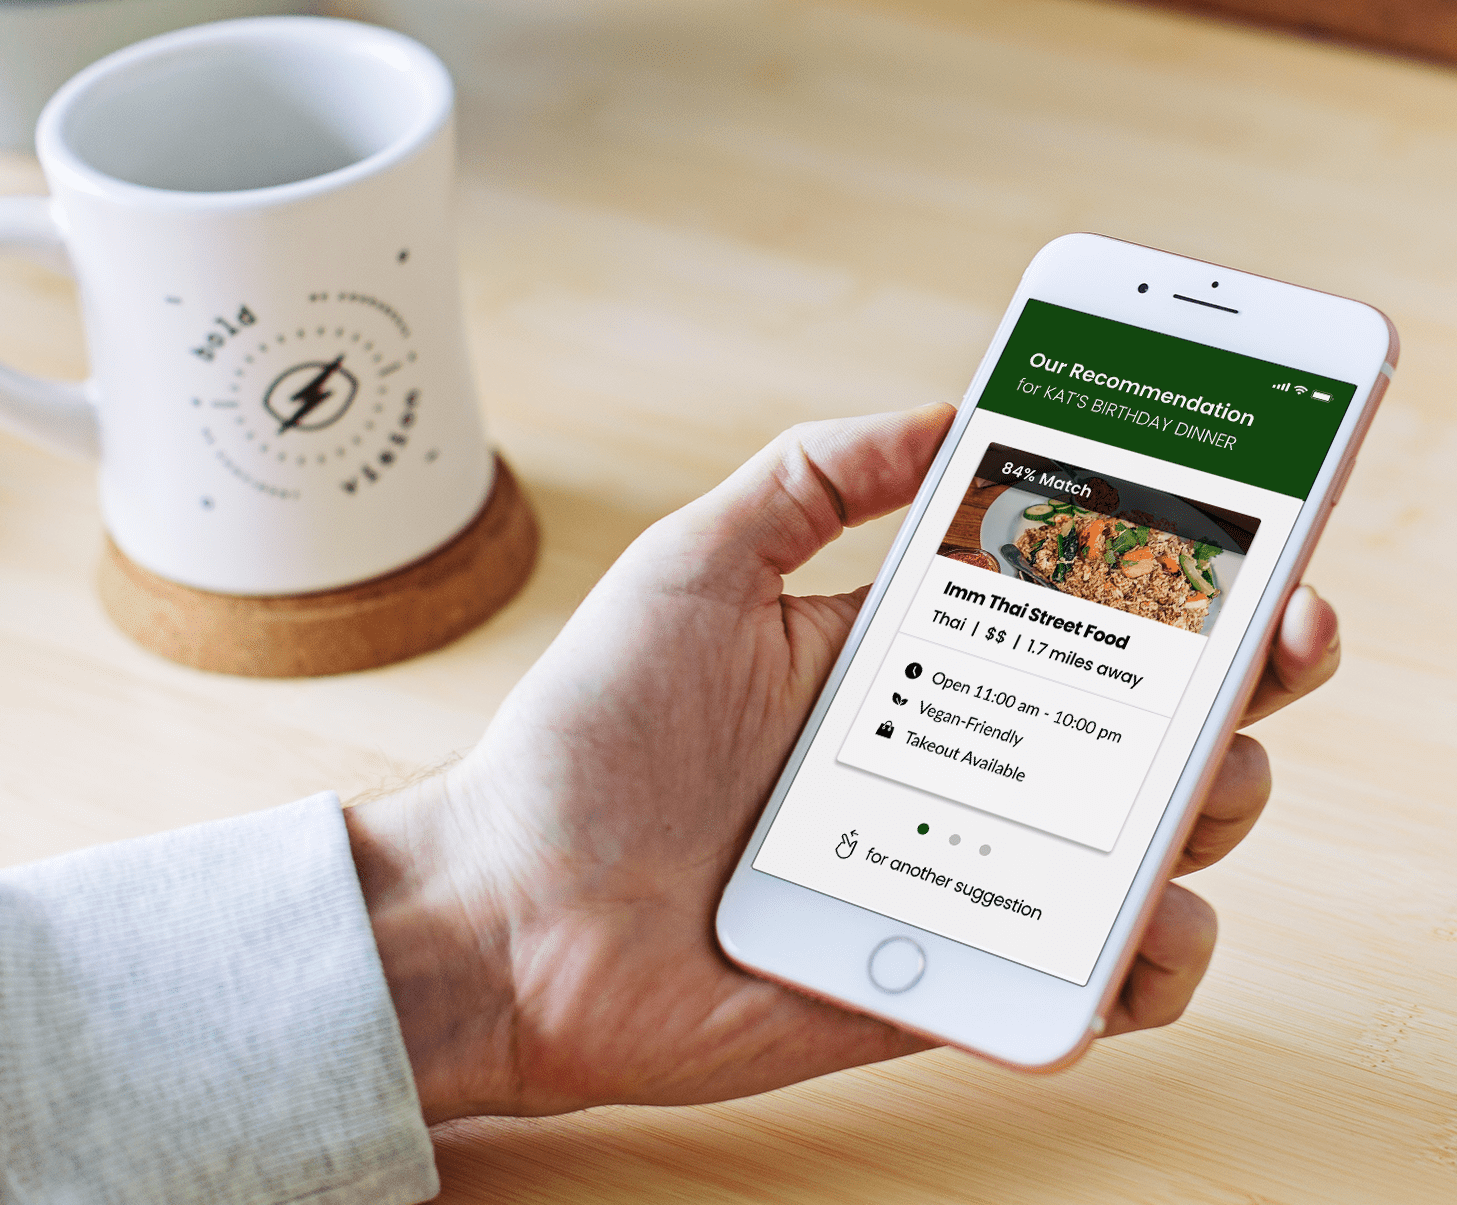 bold
vision
Our Recommendation
for KAT'S BIRTHDAY DINNER
84% Match
Imm Thai Street Food
Thai | $$ | 1.7 miles away
Open 11:00 am - 10:00 pm
Vegan-Friendly
Takeout Available
for another suggestion